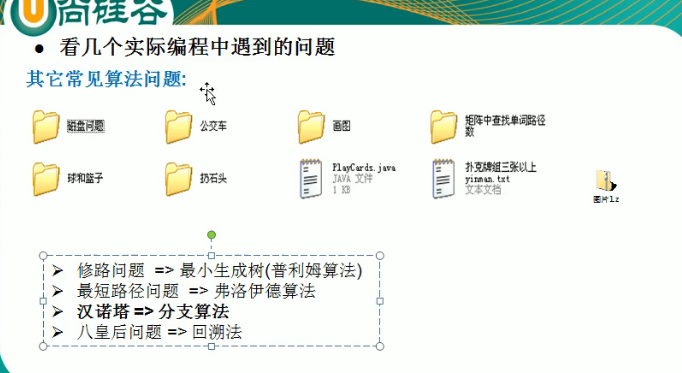 尚硅谷
● 看几个实际编程中遇到的问题
其它常见算法问题:
磁盘问题
公交车
画图
矩阵中查找单词路径
数
球和篮子
扔石头
PlayCards.java
JAVA 文件
1 KB
扑克牌组三张以上
yinman.txt
文本文档
图片1.z
➢ 修路问题 => 最小生成树(普利姆算法)
➢ 最短路径问题 => 弗洛伊德算法
➢ 汉诺塔 => 分支算法
➢ 八皇后问题 => 回溯法